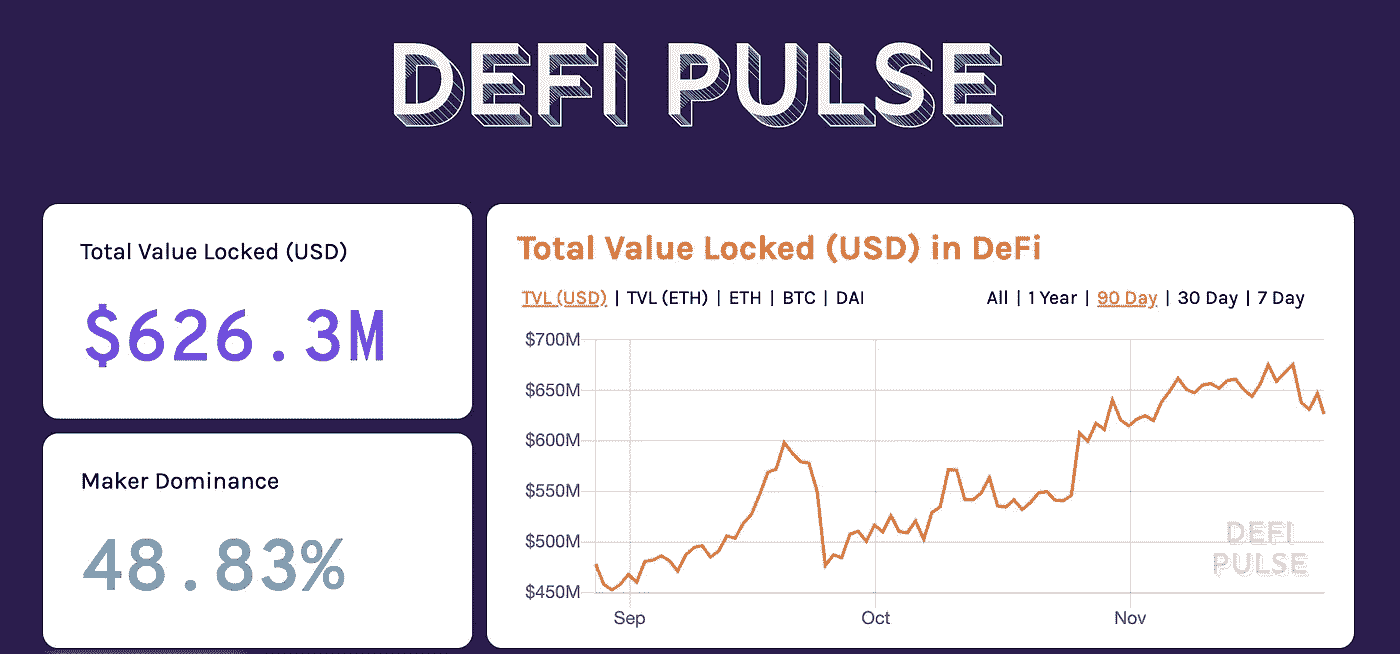 DEFI PULSE
Total Value Locked (USD)
$626.3M
Maker Dominance
48.83%
Total Value Locked (USD) in DeFi
TVL (USD) | TVL (ETH) | ETH | BTC | DAI
All | 1 Year | 90 Day | 30 Day | 7 Day
$700M
$650M
$600M
$550M
$500M
$450M
Sep Oct Nov
DEFI
PULSE